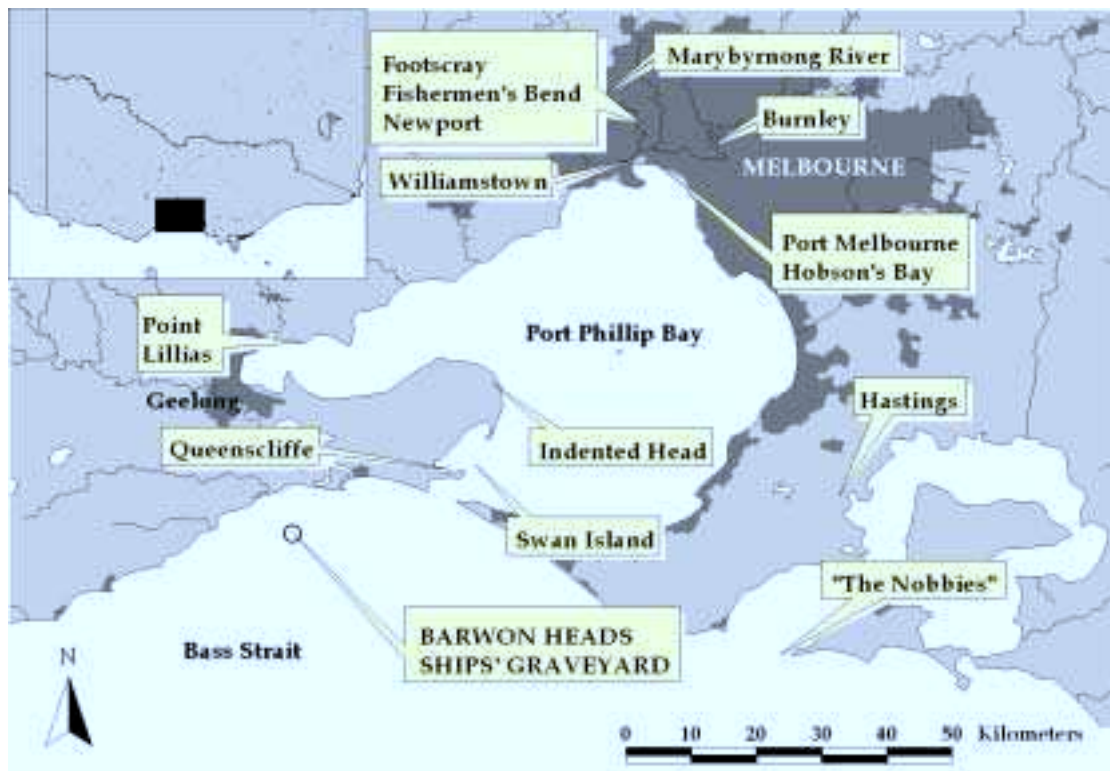 Footscray
Fishermen's Bend
Newport
Marybyrnong River
Burnley
MELBOURNE
Williamstown
Port Melbourne
Hobson's Bay
Point
Lillias
Port Phillip Bay
Geelong
Hastings
Queenscliffe
Indented Head
Swan Island
"The Nobbies"
BARWON HEADS
SHIPS' GRAVEYARD
Bass Strait
N
0 10 20 30 40 50 Kilometers